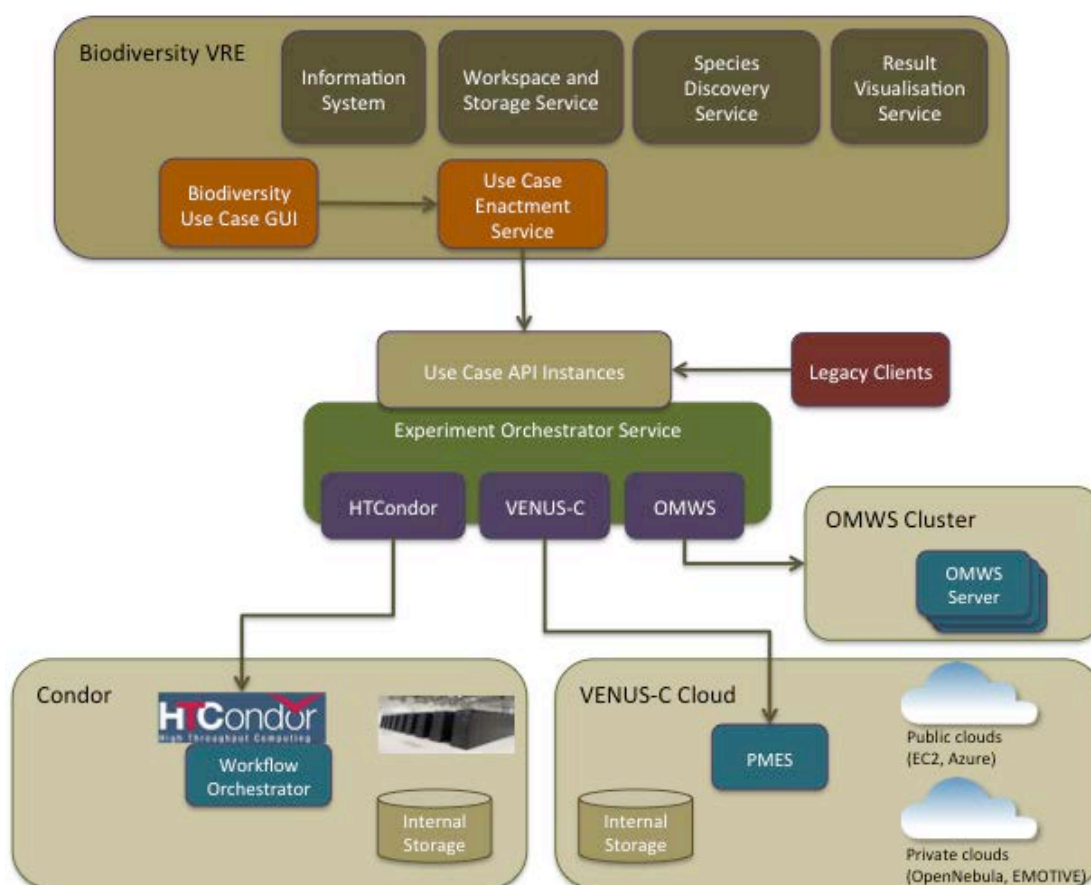 Biodiversity VRE
Information
System
Workspace and
Storage Service
Species
Discovery
Service
Result
Visualisation
Service
Biodiversity
Use Case GUI
Use Case
Enactment
Service
Use Case API Instances
Legacy Clients
Experiment Orchestrator Service
HTCondor
VENUS-C
OMWS
OMWS Cluster
OMWS
Server
Condor
HTCondor
High Throughput Computing
Workflow
Orchestrator
Internal
Storage
VENUS-C Cloud
PMES
Internal
Storage
Public clouds
(EC2, Azure)
Private clouds
(OpenNebula, EMOTIVE)